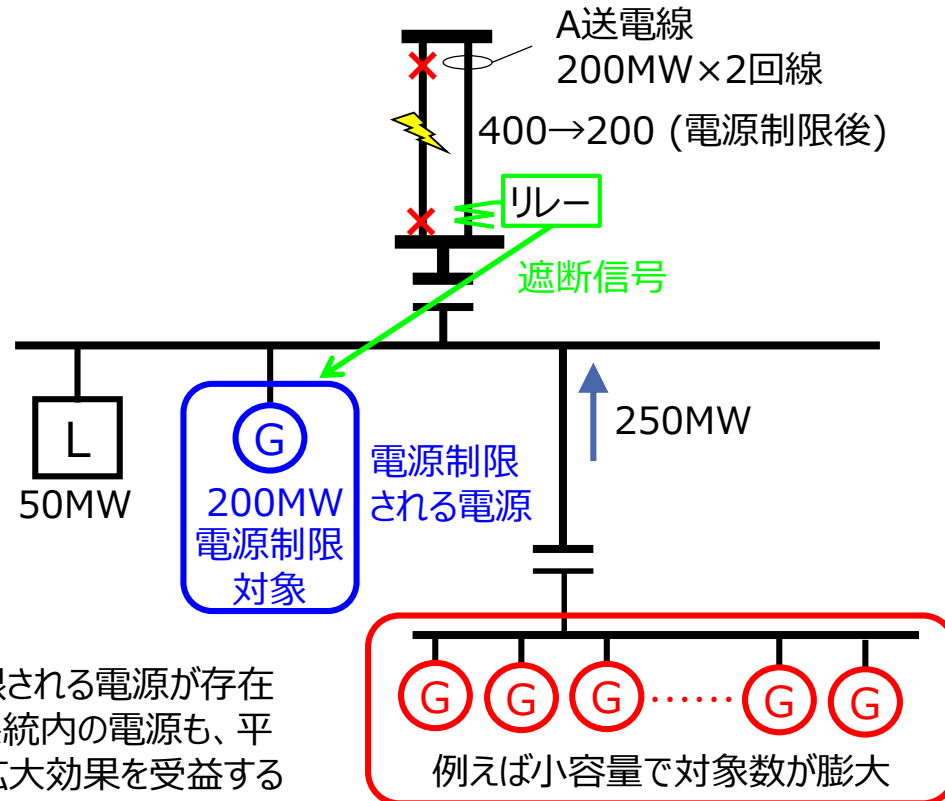 A送電線
200MW×2回線
400→200 (電源制限後)
リレー
遮断信号
L
50MW
G
200MW
電源制限
対象
電源制限
される電源
250MW
限される電源が存在
系統内の電源も、平
拡大効果を受益する
G G G ‥‥‥ G G
例えば小容量で対象数が膨大